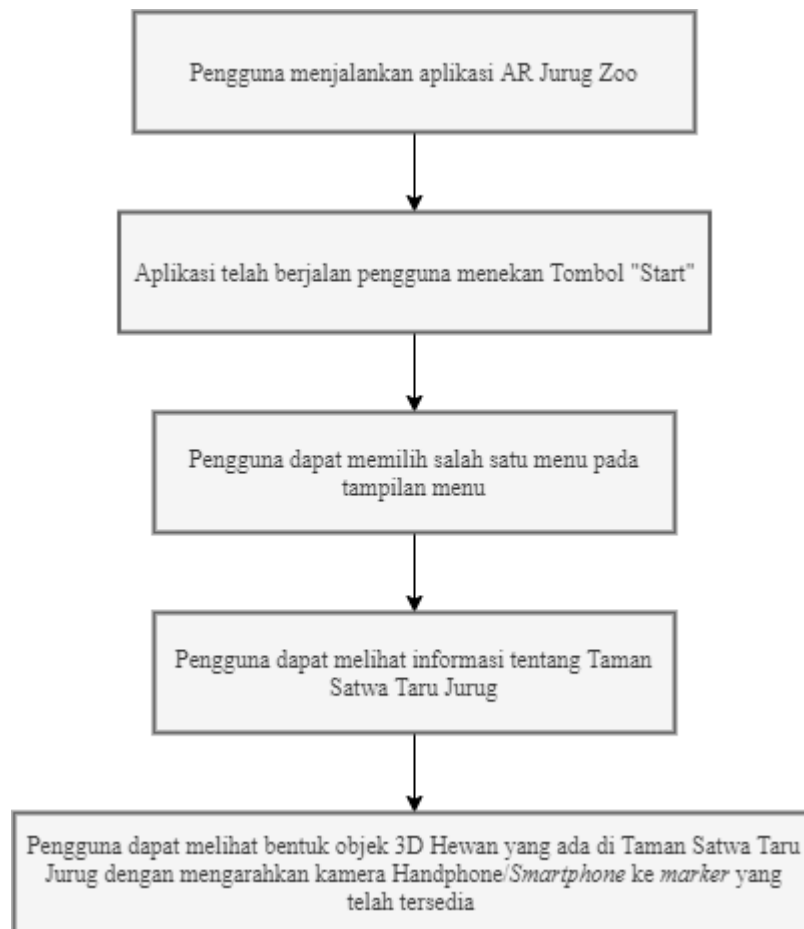 Pengguna menjalankan aplikasi AR Jurug Zoo
Aplikasi telah berjalan pengguna menekan Tombol "Start"
Pengguna dapat memilih salah satu menu pada
tampilan menu
Pengguna dapat melihat informasi tentang Taman
Satwa Taru Jurug
Pengguna dapat melihat bentuk objek 3D Hewan yang ada di Taman Satwa Taru
Jurug dengan mengarahkan kamera Handphone/Smartphone ke marker yang
telah tersedia